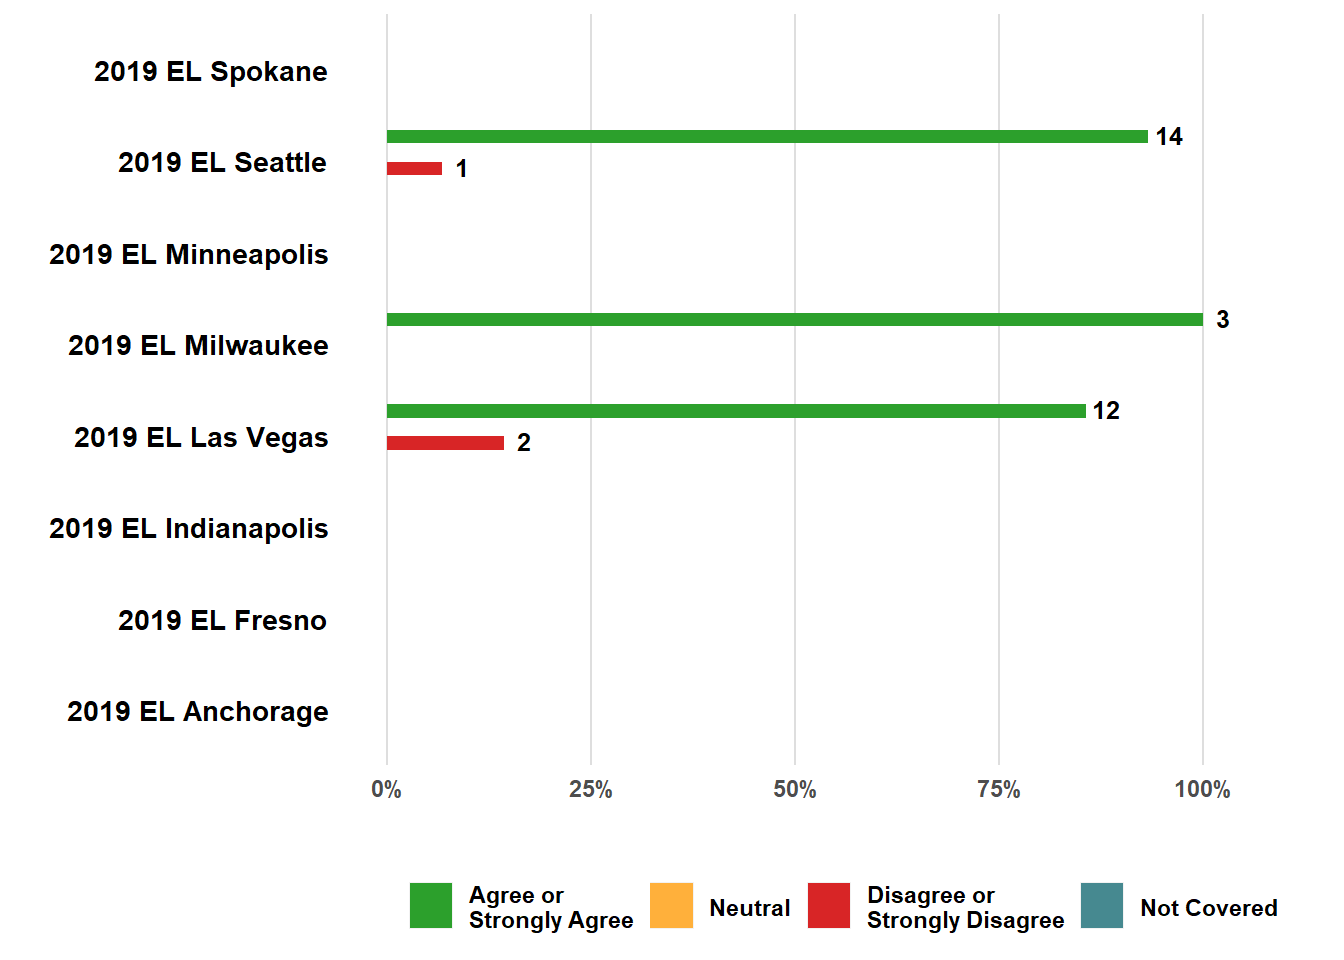 2019 EL Spokane
14
2019 EL Seattle
1
2019 EL Minneapolis
3
2019 EL Milwaukee
12
2019 EL Las Vegas
2
2019 EL Indianapolis
2019 EL Fresno
2019 EL Anchorage
0% 25% 50% 75% 100%
Agree or
Strongly Agree
Neutral
Disagree or
Strongly Disagree
Not Covered